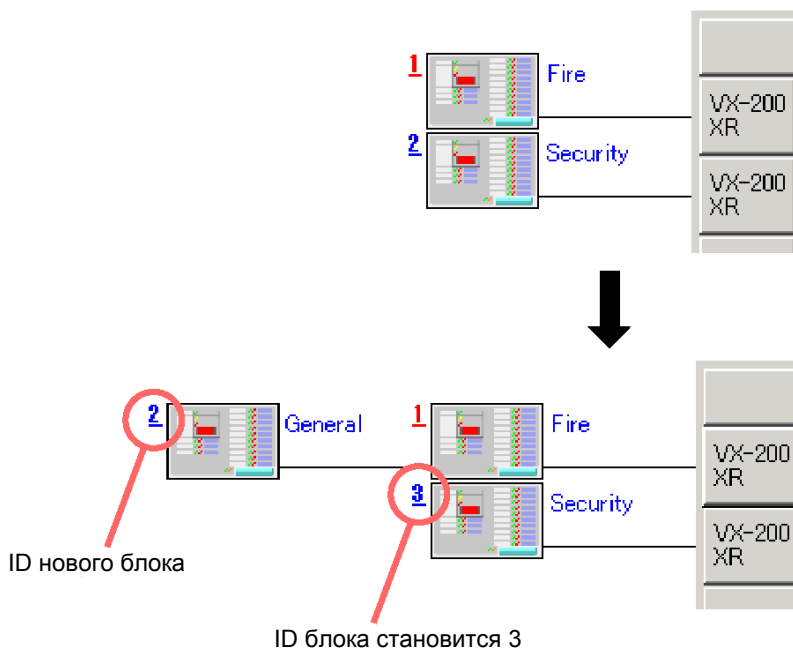 1
Fire
VX-200
XR
2
Security
VX-200
XR
2
General
1
Fire
VX-200
XR
3
Security
VX-200
XR
ID нового блока
ID блока становится 3